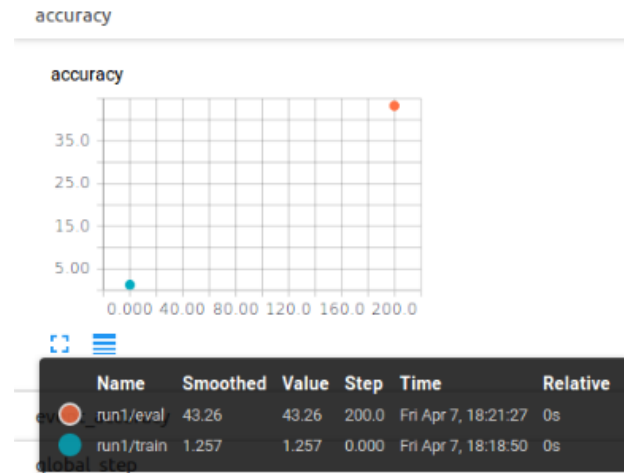 accuracy
accuracy
35.0
25.0
15.0
5.00
0.000 40.00 80.00 120.0 160.0 200.0
Name Smoothed Value Step Time Relative
run1/eval 43.26 43.26 200.0 Fri Apr 7, 18:21:27 0s
run1/train 1.257 1.257 0.000 Fri Apr 7, 18:18:50 0s
global_step